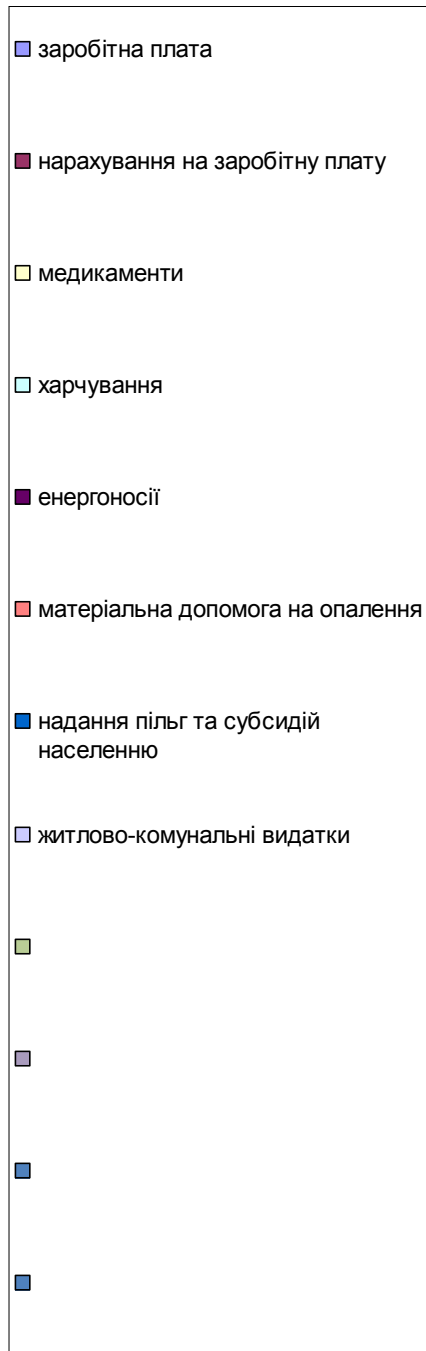 заробітна плата
нарахування на заробітну плату
медикаменти
харчування
енергоносії
матеріальна допомога на опалення
надання пільг та субсидій
населенню
житлово-комунальні видатки